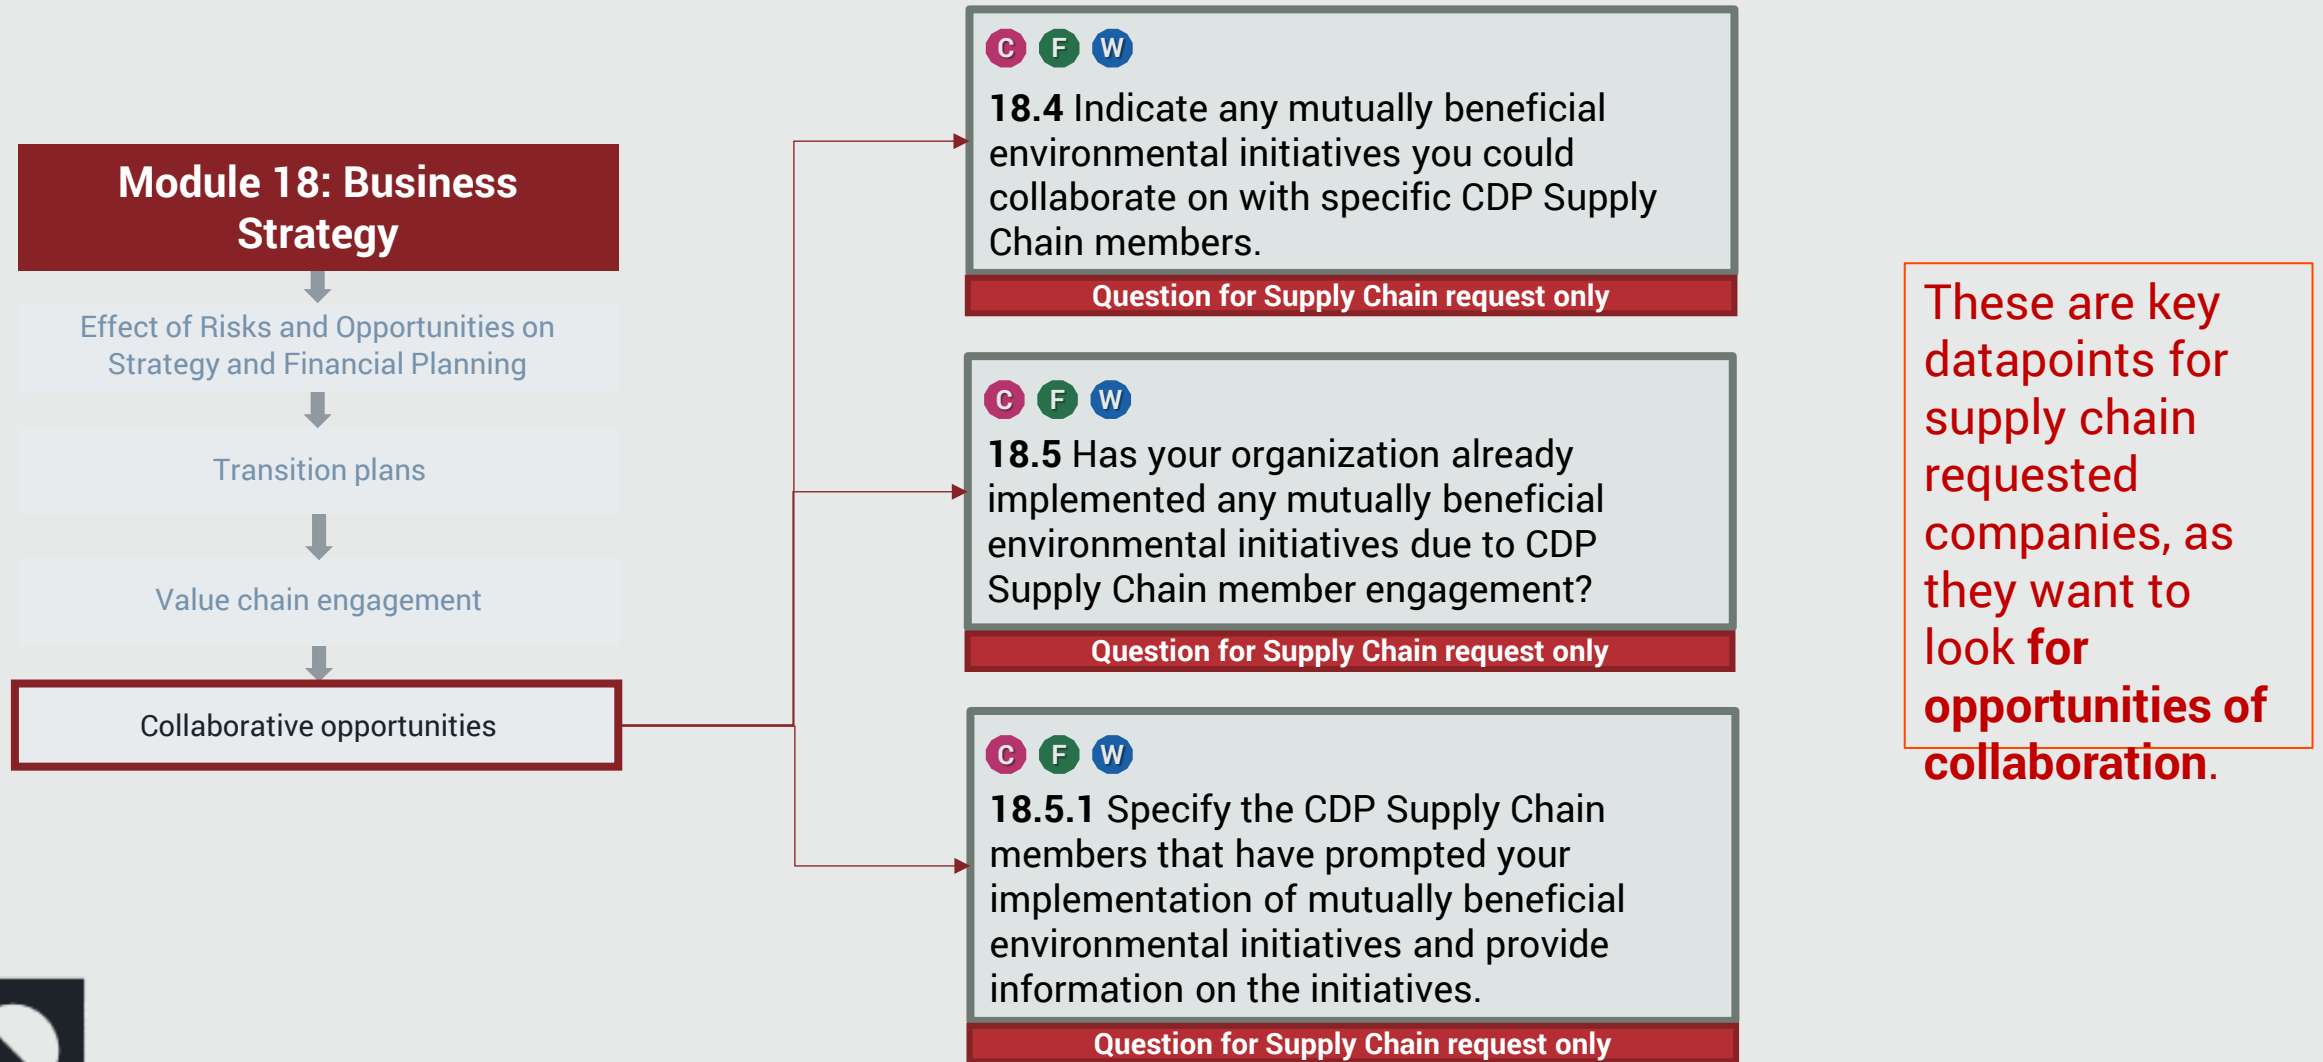 Module 18: Business
Strategy
Effect of Risks and Opportunities on
Strategy and Financial Planning
Transition plans
Value chain engagement
Collaborative opportunities
C F W
18.4 Indicate any mutually beneficial
environmental initiatives you could
collaborate on with specific CDP Supply
Chain members.
Question for Supply Chain request only
C F W
18.5 Has your organization already
implemented any mutually beneficial
environmental initiatives due to CDP
Supply Chain member engagement?
Question for Supply Chain request only
C F W
18.5.1 Specify the CDP Supply Chain
members that have prompted your
implementation of mutually beneficial
environmental initiatives and provide
information on the initiatives.
Question for Supply Chain request only
These are key
datapoints for
supply chain
requested
companies, as
they want to
look for
opportunities of
collaboration.